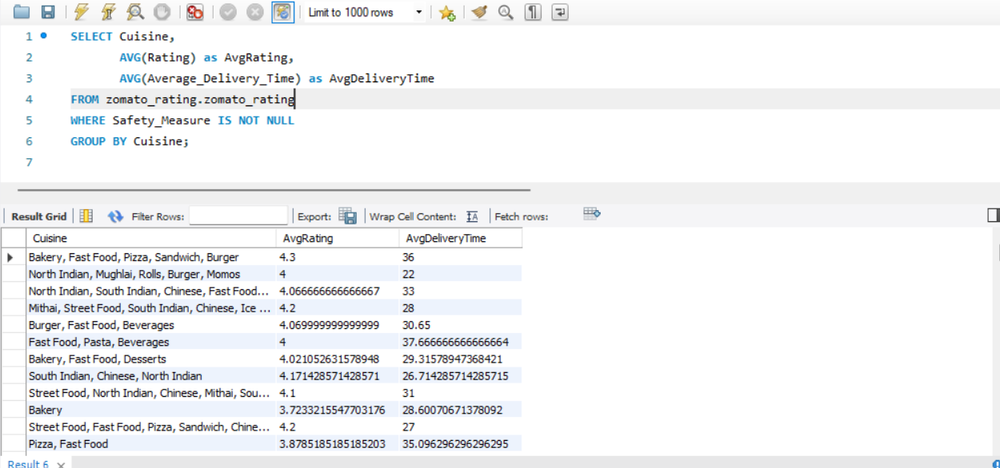 Limit to 1000 rows
1 SELECT Cuisine,
2 AVG(Rating) as AvgRating,
3 AVG(Average_Delivery_Time) as AvgDeliveryTime
4 FROM zomato_rating.zomato_rating
5 WHERE Safety_Measure IS NOT NULL
6 GROUP BY Cuisine;
7
Result Grid Filter Rows: Export: Wrap Cell Content: IA Fetch rows:
Cuisine AvgRating AvgDeliveryTime
Bakery, Fast Food, Pizza, Sandwich, Burger 4.3 36
North Indian, Mughlai, Rolls, Burger, Momos 4 22
North Indian, South Indian, Chinese, Fast Food... 4.066666666666667 33
Mithai, Street Food, South Indian, Chinese, Ice ... 4.2 28
Burger, Fast Food, Beverages 4.069999999999999 30.65
Fast Food, Pasta, Beverages 4 37.666666666666664
Bakery, Fast Food, Desserts 4.021052631578948 29.31578947368421
South Indian, Chinese, North Indian 4.171428571428571 26.714285714285715
Street Food, North Indian, Chinese, Mithai, Sou... 4.1 31
Bakery 3.7233215547703176 28.60070671378092
Street Food, Fast Food, Pizza, Sandwich, Chine... 4.2 27
Pizza, Fast Food 3.8785185185185203 35.096296296296295
Result 6 ×